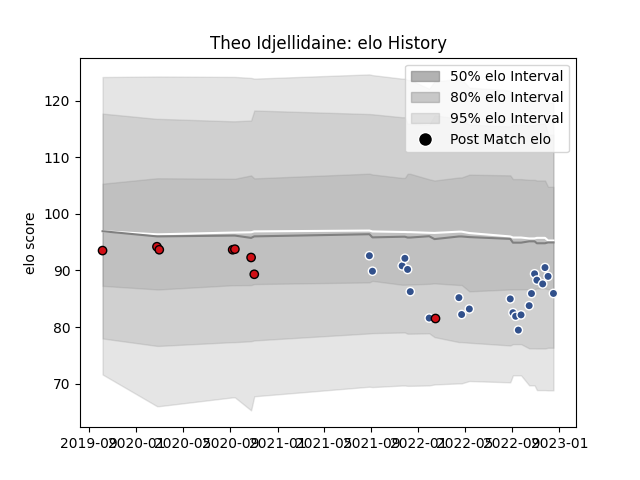 Theo Idjellidaine: elo History
50% elo Interval
80% elo Interval
95% elo Interval
Post Match elo
elo score
120
110
100
90
80
70
2019-09 2020-01 2020-05 2020-09 2021-01 2021-05 2021-09 2022-01 2022-05 2022-09 2023-01